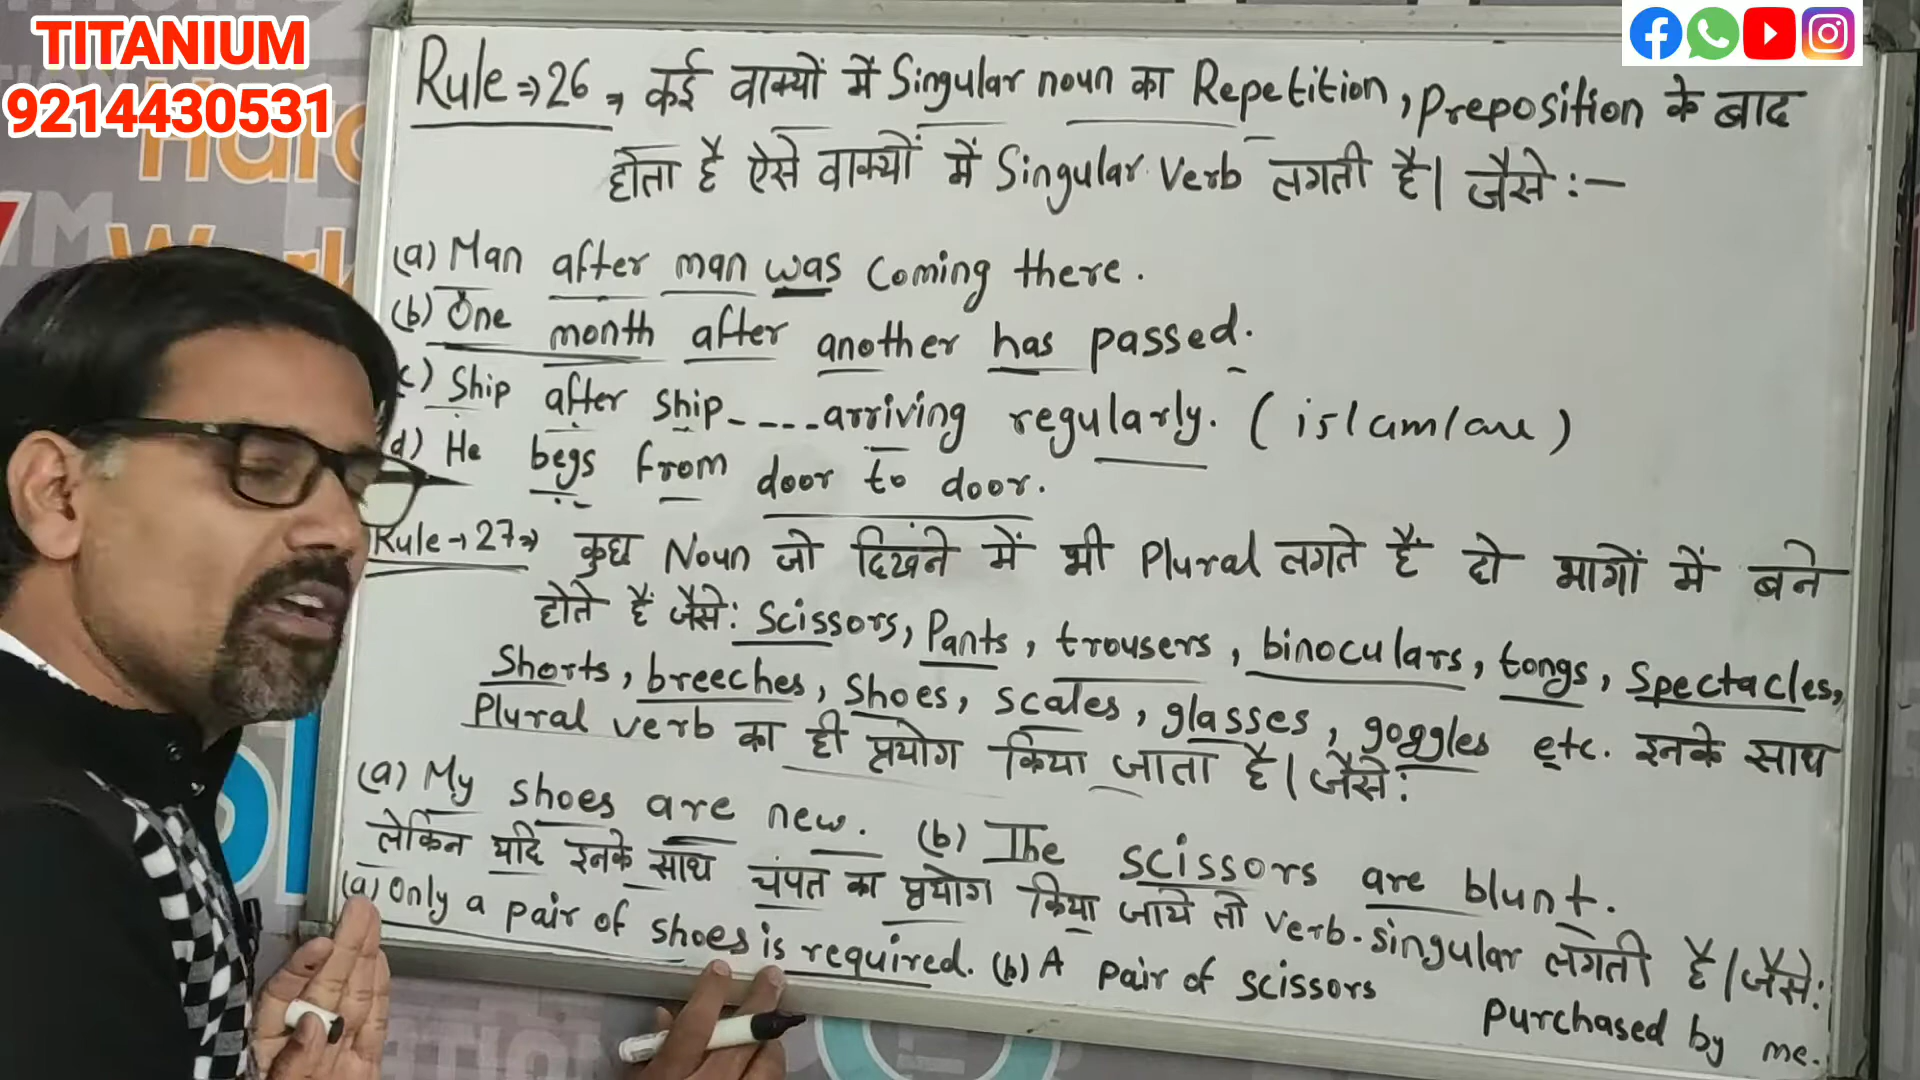 TITANIUM
9214430531
Rule⇒26 → कई वाक्यों में Singular noun का Repetition, Preposition के बाद
होता है ऐसे वाक्यों में Singular Verb लगती है। जैसे:-
(a) Man after man was coming there.
(b) One month after another has passed.
c) Ship after ship----arriving regularly. (is/am/are)
d) He begs from door to door.
Rule→27⇒ कुछ Noun जो दिखने में भी Plural लगते हैं दो भागों में बने
होते हैं जैसे: Scissors, Pants, trousers, binoculars, tongs, Spectacles,
Shorts, breeches, Shoes, scales, glasses, goggles etc. इनके साथ
Plural verb का ही प्रयोग किया जाता है। जैसे:
(a) My shoes are new. (b) The scissors are blunt.
लेकिन यदि इनके साथ का प्रयोग किया जाये तो verb-singular लगती है। जैसे:
(a) Only a pair of shoes is required. (b) A pair of scissors
Purchased by me.